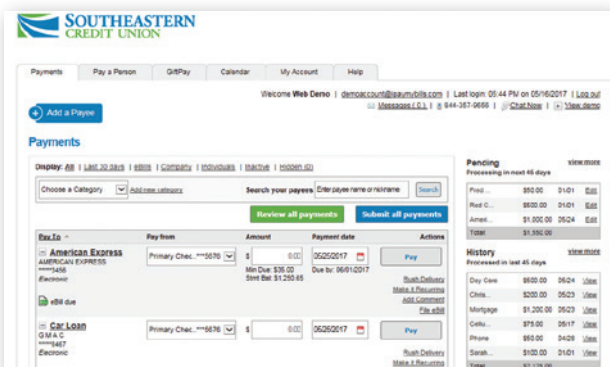 SOUTHEASTERN
CREDIT UNION
Payments Pay a Person GiftPay Calendar My Account Help
Welcome Web Demo | demoaccount@ipaymybills.com | Last login: 05:44 PM on 05/16/2017 | Log out
Messages ( 0 ) | 844-357-9656 | Chat Now | View demo
+ Add a Payee
Payments
Display: All | Last 30 days | eBills | Company | Individuals | Inactive | Hidden (0)
Choose a Category Add new category Search your payees Enter payee name or nickname Search
Review all payments Submit all payments
Pay To Pay from Amount Payment date Actions
American Express
AMERICAN EXPRESS
*****3456
Electronic
Primary Chec..**5676 $ 0.00 05/25/2017 Pay
Min Due: $35.00 Due by: 06/01/2017
Stmt Bal: $1,250.65
Rush Delivery
Make it Recurring
Add Comment
File eBill
eBill due
Car Loan
G M A C
*****3467
Electronic
Primary Chec..**5676 $ 0.00 05/26/2017 Pay
Rush Delivery
Make it Recurring
Pending view more
Processing in next 45 days
Fred ... $50.00 01/01 Edit
Red C... $500.00 01/01 Edit
Ameri... $1,000.00 05/24 Edit
Total $1,550.00
History view more
Processed in last 45 days
Day Care $600.00 05/24 View
Chris... $200.00 05/23 View
Mortgage $1,200.00 05/23 View
Cellu... $75.00 05/17 View
Phone $50.00 04/28 View
Sarah... $100.00 01/01 View
Total